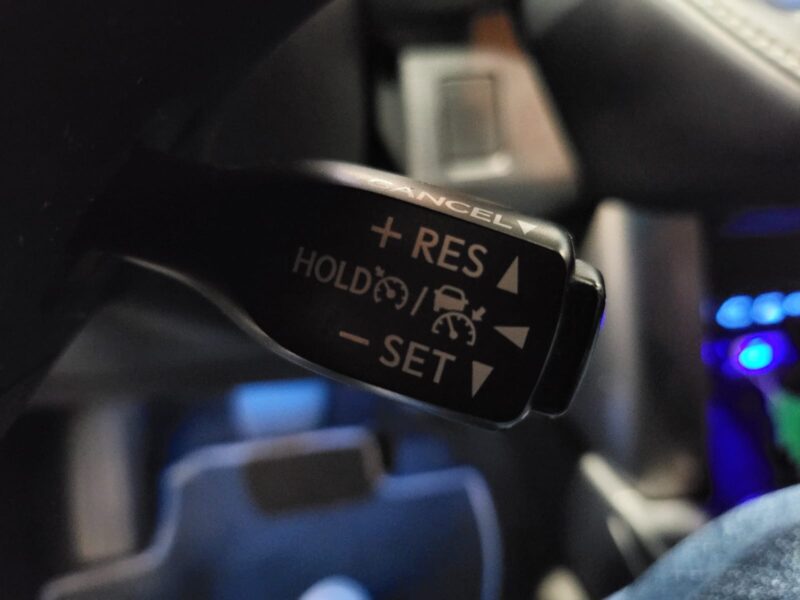 CANCEL▼
+ RES ▲
HOLD / ◀
− SET ▼